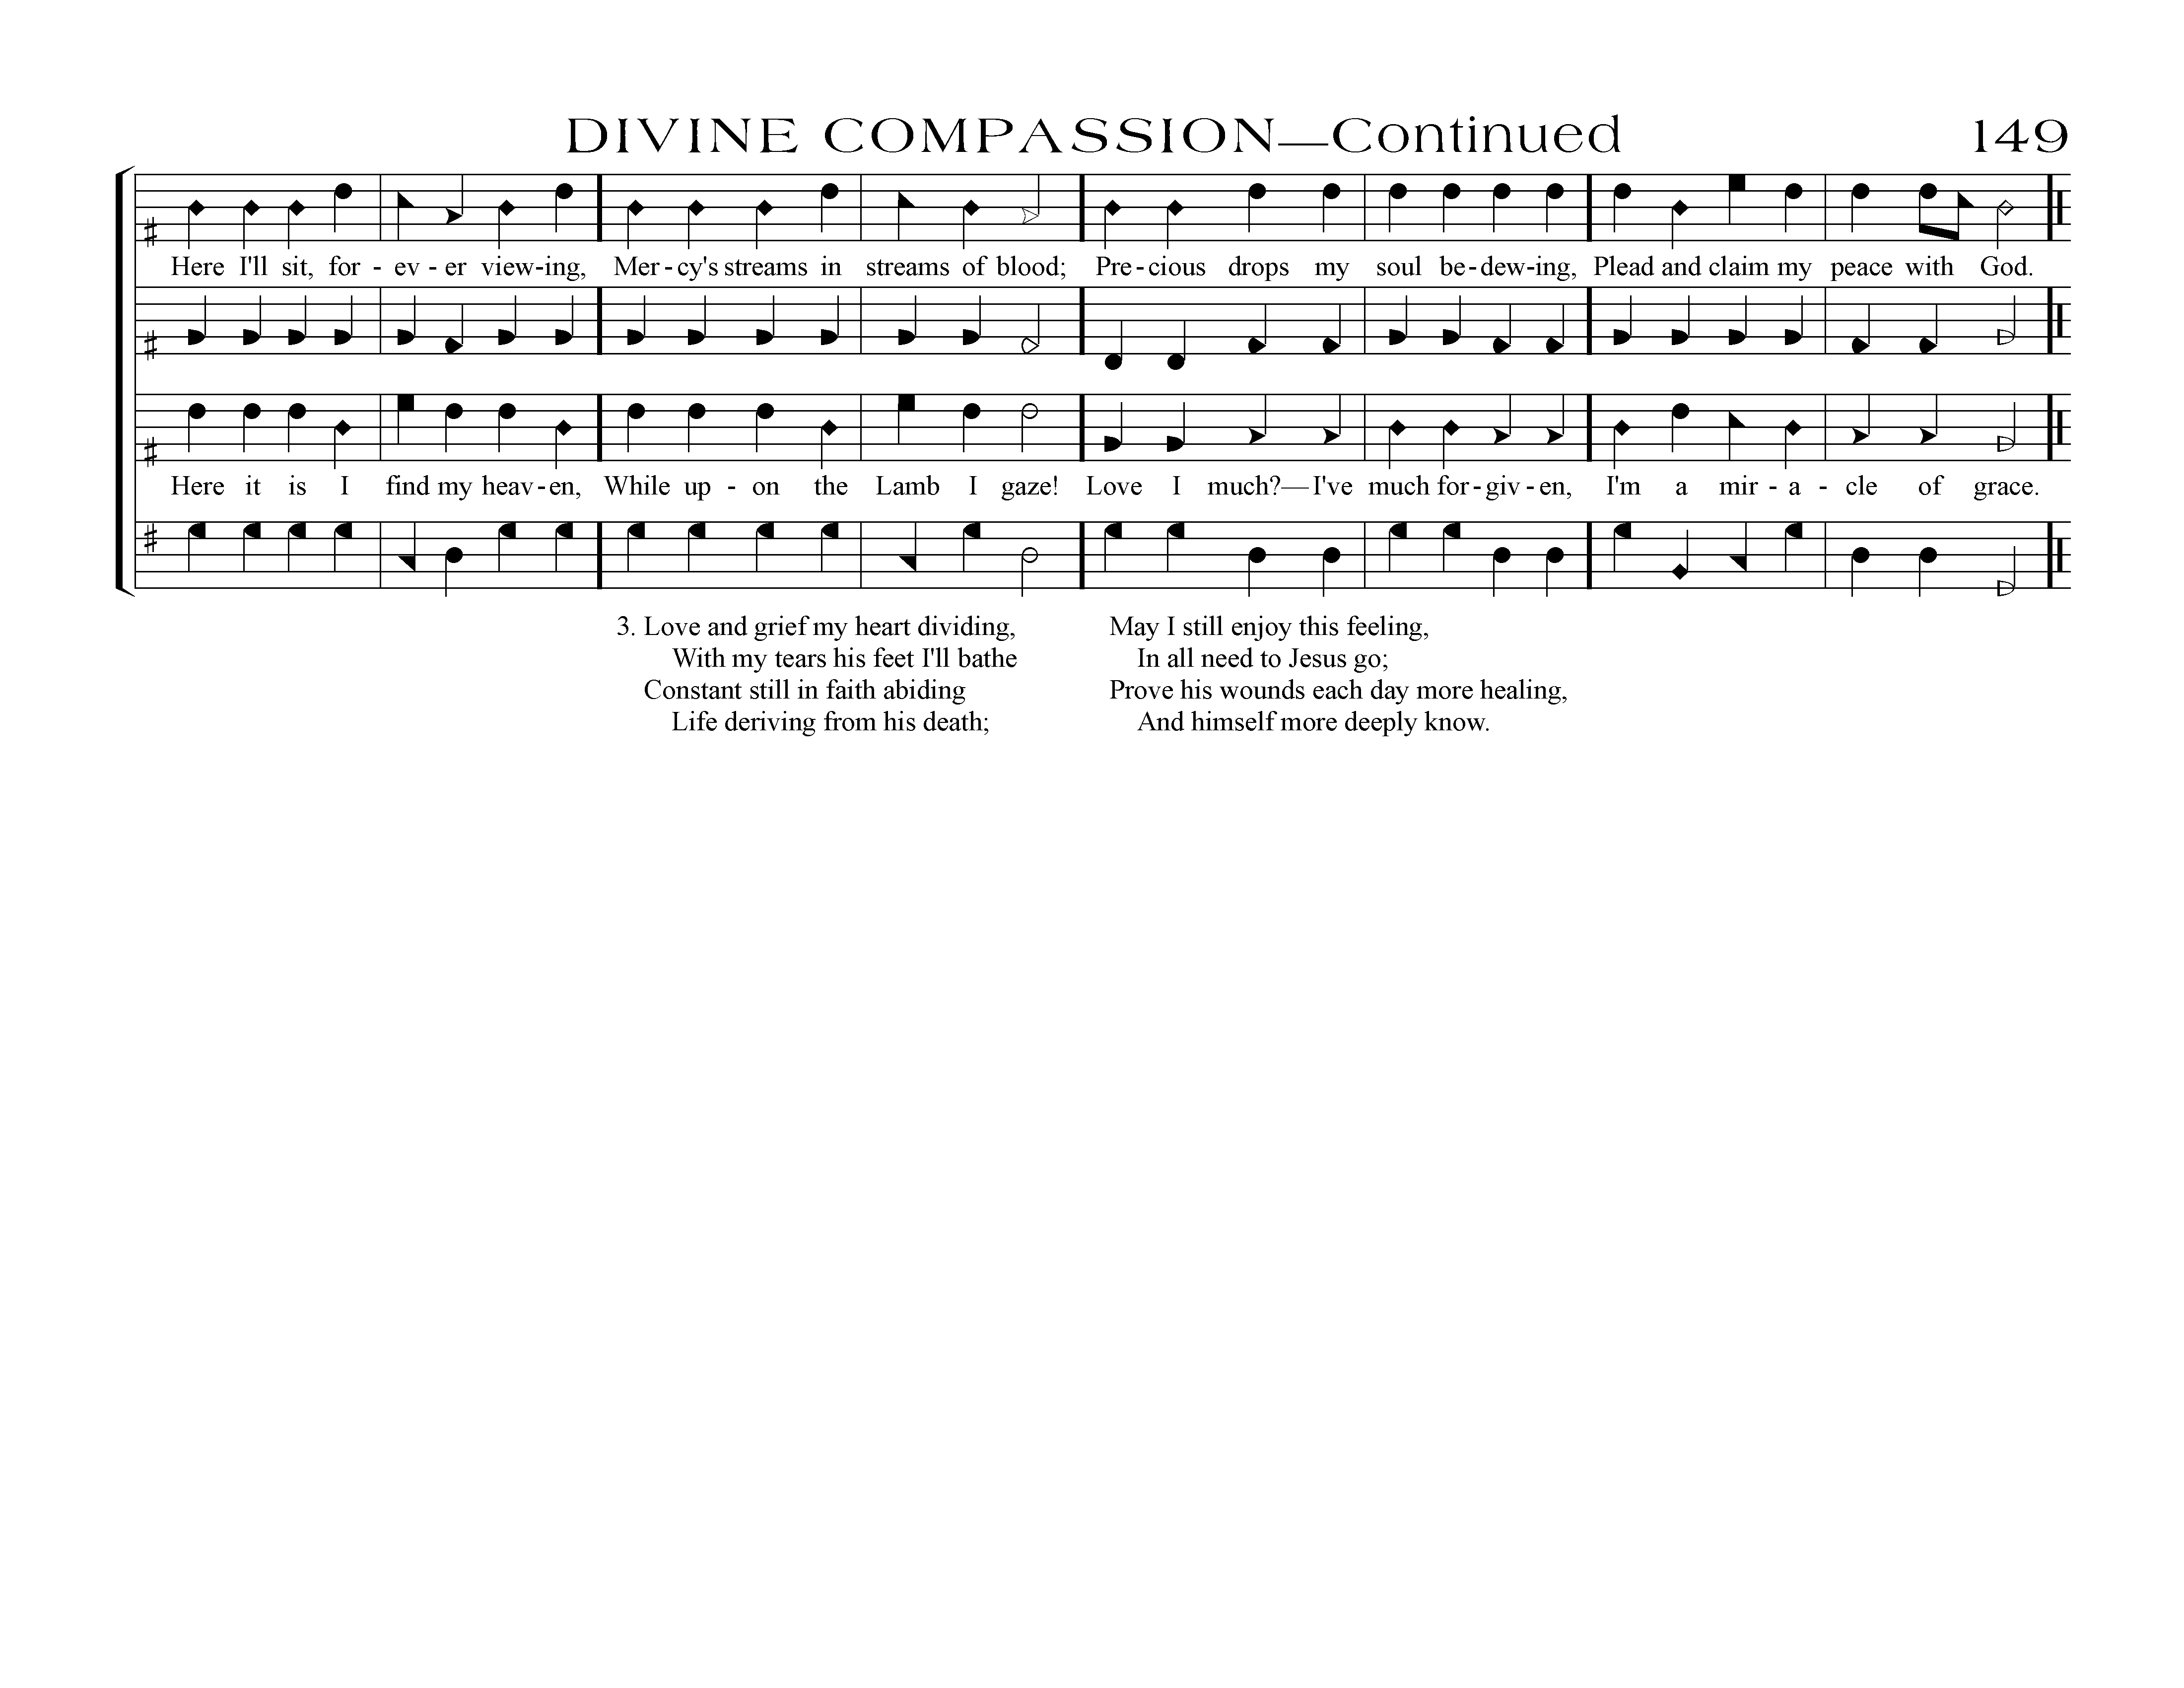 DIVINE COMPASSION—Continued 149
Here I'll sit, for - ev - er view-ing, Mer-cy's streams in streams of blood; Pre-cious drops my soul be-dew-ing, Plead and claim my peace with God.
Here it is I find my heav-en, While up - on the Lamb I gaze! Love I much?—I've much for-giv-en, I'm a mir - a - cle of grace.
3. Love and grief my heart dividing,
With my tears his feet I'll bathe
Constant still in faith abiding
Life deriving from his death;
May I still enjoy this feeling,
In all need to Jesus go;
Prove his wounds each day more healing,
And himself more deeply know.